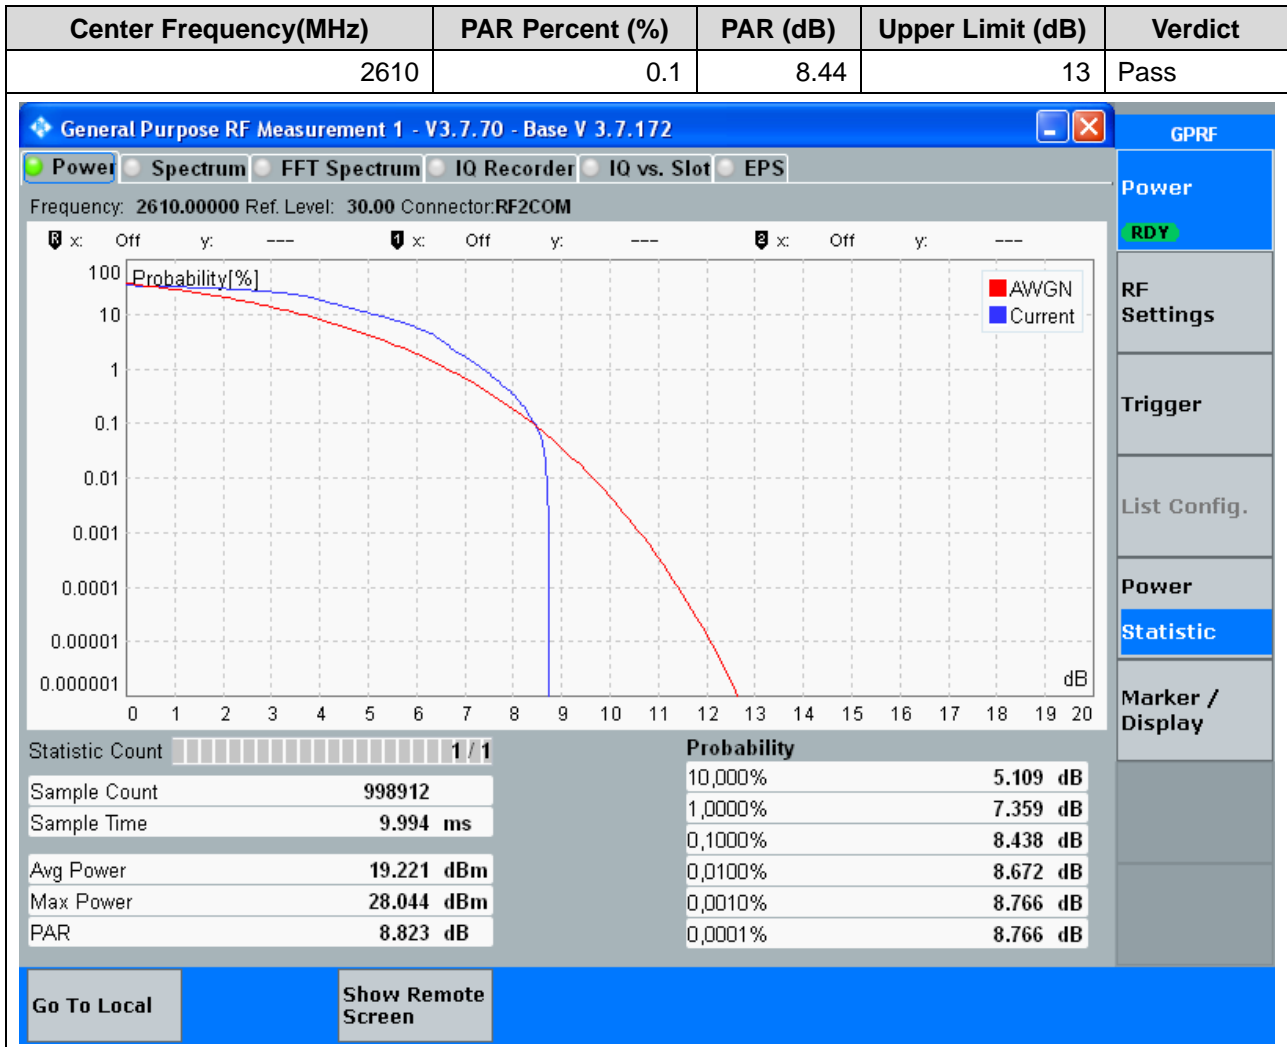 Center Frequency(MHz) PAR Percent (%) PAR (dB) Upper Limit (dB) Verdict
2610 0.1 8.44 13 Pass
General Purpose RF Measurement 1 - V3.7.70 - Base V 3.7.172
GPRF
Power Spectrum FFT Spectrum IQ Recorder IQ vs. Slot EPS
Frequency: 2610.00000 Ref. Level: 30.00 Connector:RF2COM
R x: Off y: --- 1 x: Off y: --- 2 x: Off y: ---
Probability[%]
AWGN
Current
100
10
1
0.1
0.01
0.001
0.0001
0.00001
0.000001
dB
0 1 2 3 4 5 6 7 8 9 10 11 12 13 14 15 16 17 18 19 20
Statistic Count 1 / 1
Sample Count 998912
Sample Time 9.994 ms
Avg Power 19.221 dBm
Max Power 28.044 dBm
PAR 8.823 dB
Probability
10,000% 5.109 dB
1,0000% 7.359 dB
0,1000% 8.438 dB
0,0100% 8.672 dB
0,0010% 8.766 dB
0,0001% 8.766 dB
Power
RDY
RF
Settings
Trigger
List Config.
Power
Statistic
Marker /
Display
Go To Local
Show Remote
Screen